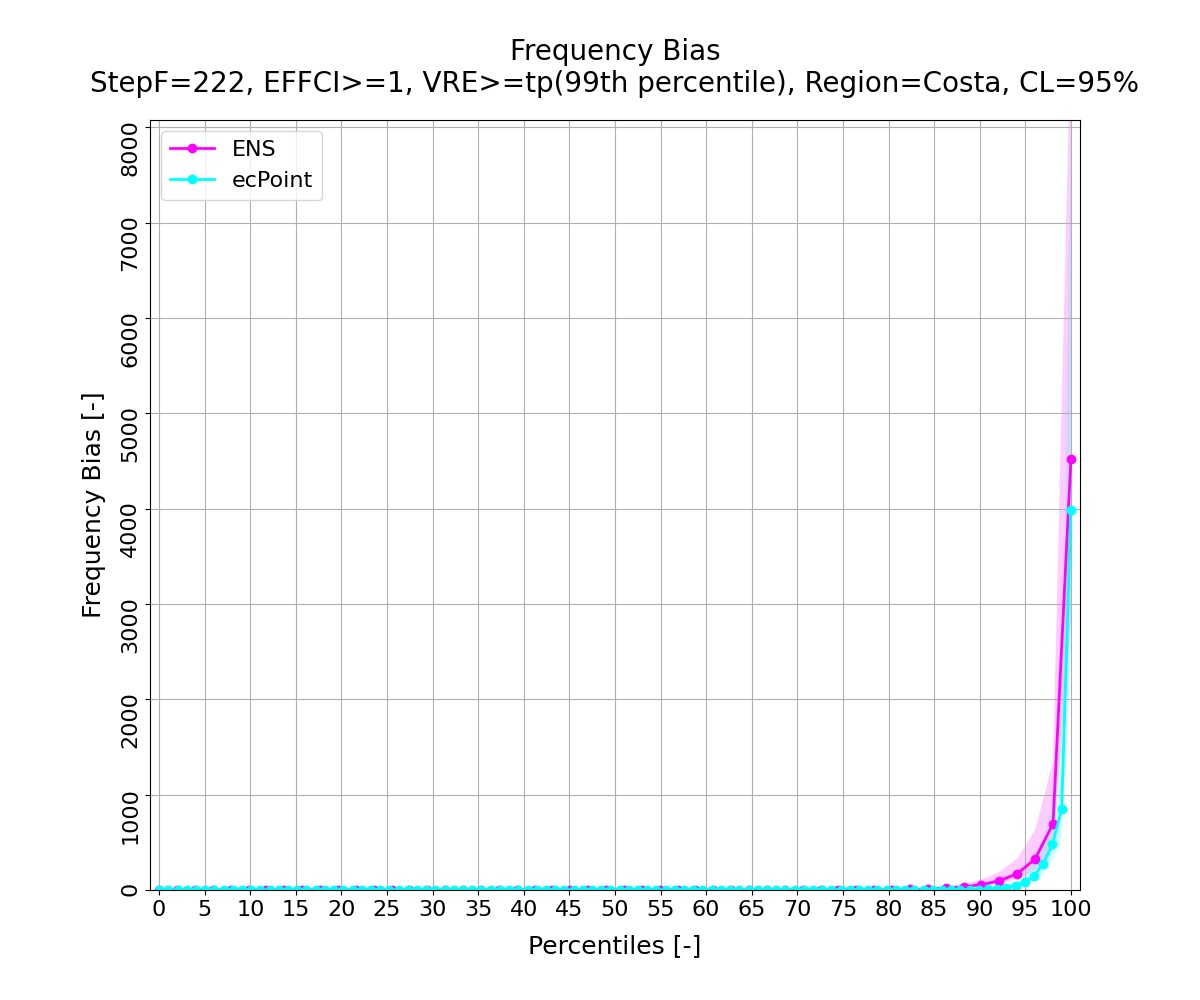 Frequency Bias
StepF=222, EFFCI>=1, VRE>=tp(99th percentile), Region=Costa, CL=95%
ENS
ecPoint
8000
7000
6000
5000
4000
3000
2000
1000
0
Frequency Bias [-]
0 5 10 15 20 25 30 35 40 45 50 55 60 65 70 75 80 85 90 95 100
Percentiles [-]